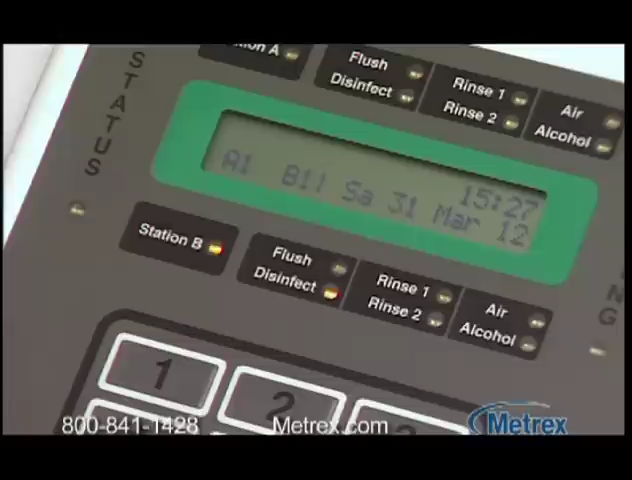 STATUS
Flush
Disinfect
Rinse 1
Rinse 2
Air
Alcohol
15:27
A1 B11 Sa 31 Mar 12
Station B
Flush
Disinfect
Rinse 1
Rinse 2
Air
Alcohol
1
2
800-841-1428
Metrex.com
Metrex